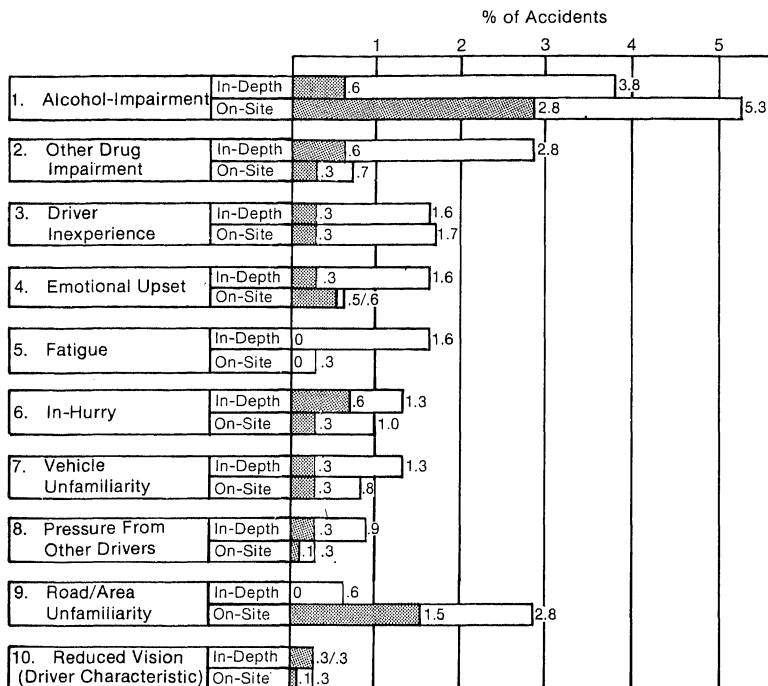 % of Accidents
1 2 3 4 5
1. Alcohol-Impairment
In-Depth .6 3.8
On-Site 2.8 5.3
2. Other Drug
Impairment
In-Depth .6 2.8
On-Site .3 .7
3. Driver
Inexperience
In-Depth .3 1.6
On-Site .3 1.7
4. Emotional Upset
In-Depth .3 1.6
On-Site .5/.6
5. Fatigue
In-Depth 0 1.6
On-Site 0 .3
6. In-Hurry
In-Depth .6 1.3
On-Site .3 1.0
7. Vehicle
Unfamiliarity
In-Depth .3 1.3
On-Site .3 .8
8. Pressure From
Other Drivers
In-Depth .3 .9
On-Site .1 .3
9. Road/Area
Unfamiliarity
In-Depth 0 .6
On-Site 1.5 2.8
10. Reduced Vision
(Driver Characteristic)
In-Depth .3/.3
On-Site .1 .3